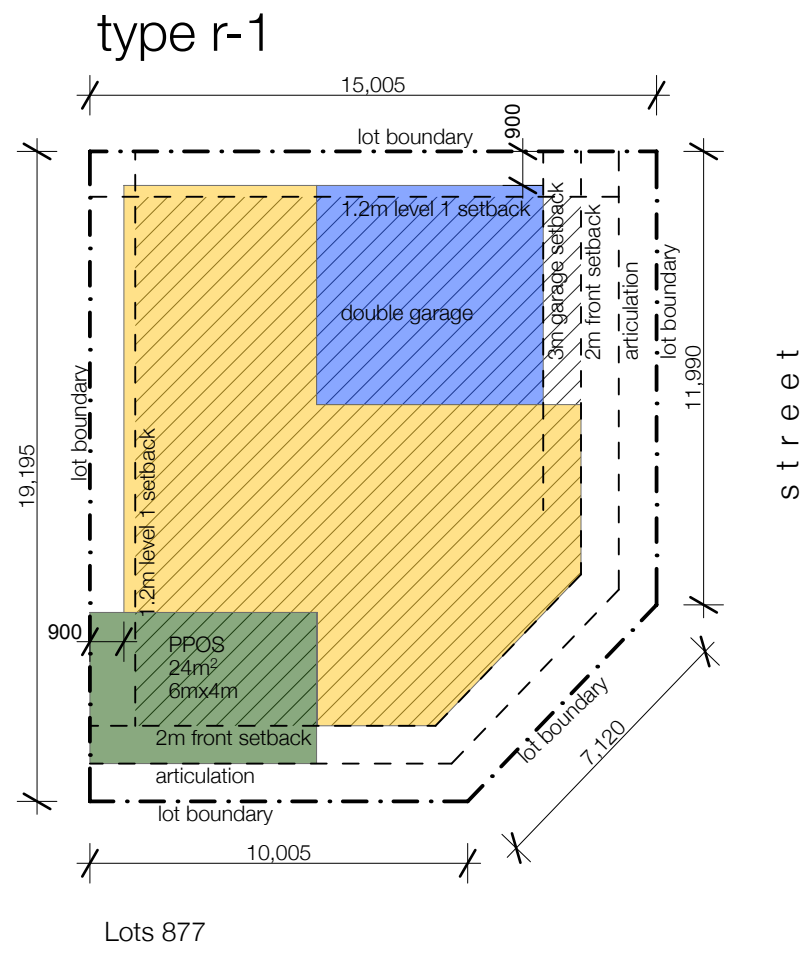 type r-1
15,005
900
lot boundary
1.2m level 1 setback
3m garage setback
2m front setback
articulation
lot boundary
double garage
11,990
street
lot boundary
19,195
1.2m level 1 setback
900
PPOS
24m²
6mx4m
2m front setback
articulation
lot boundary
lot boundary
7,120
10,005
Lots 877